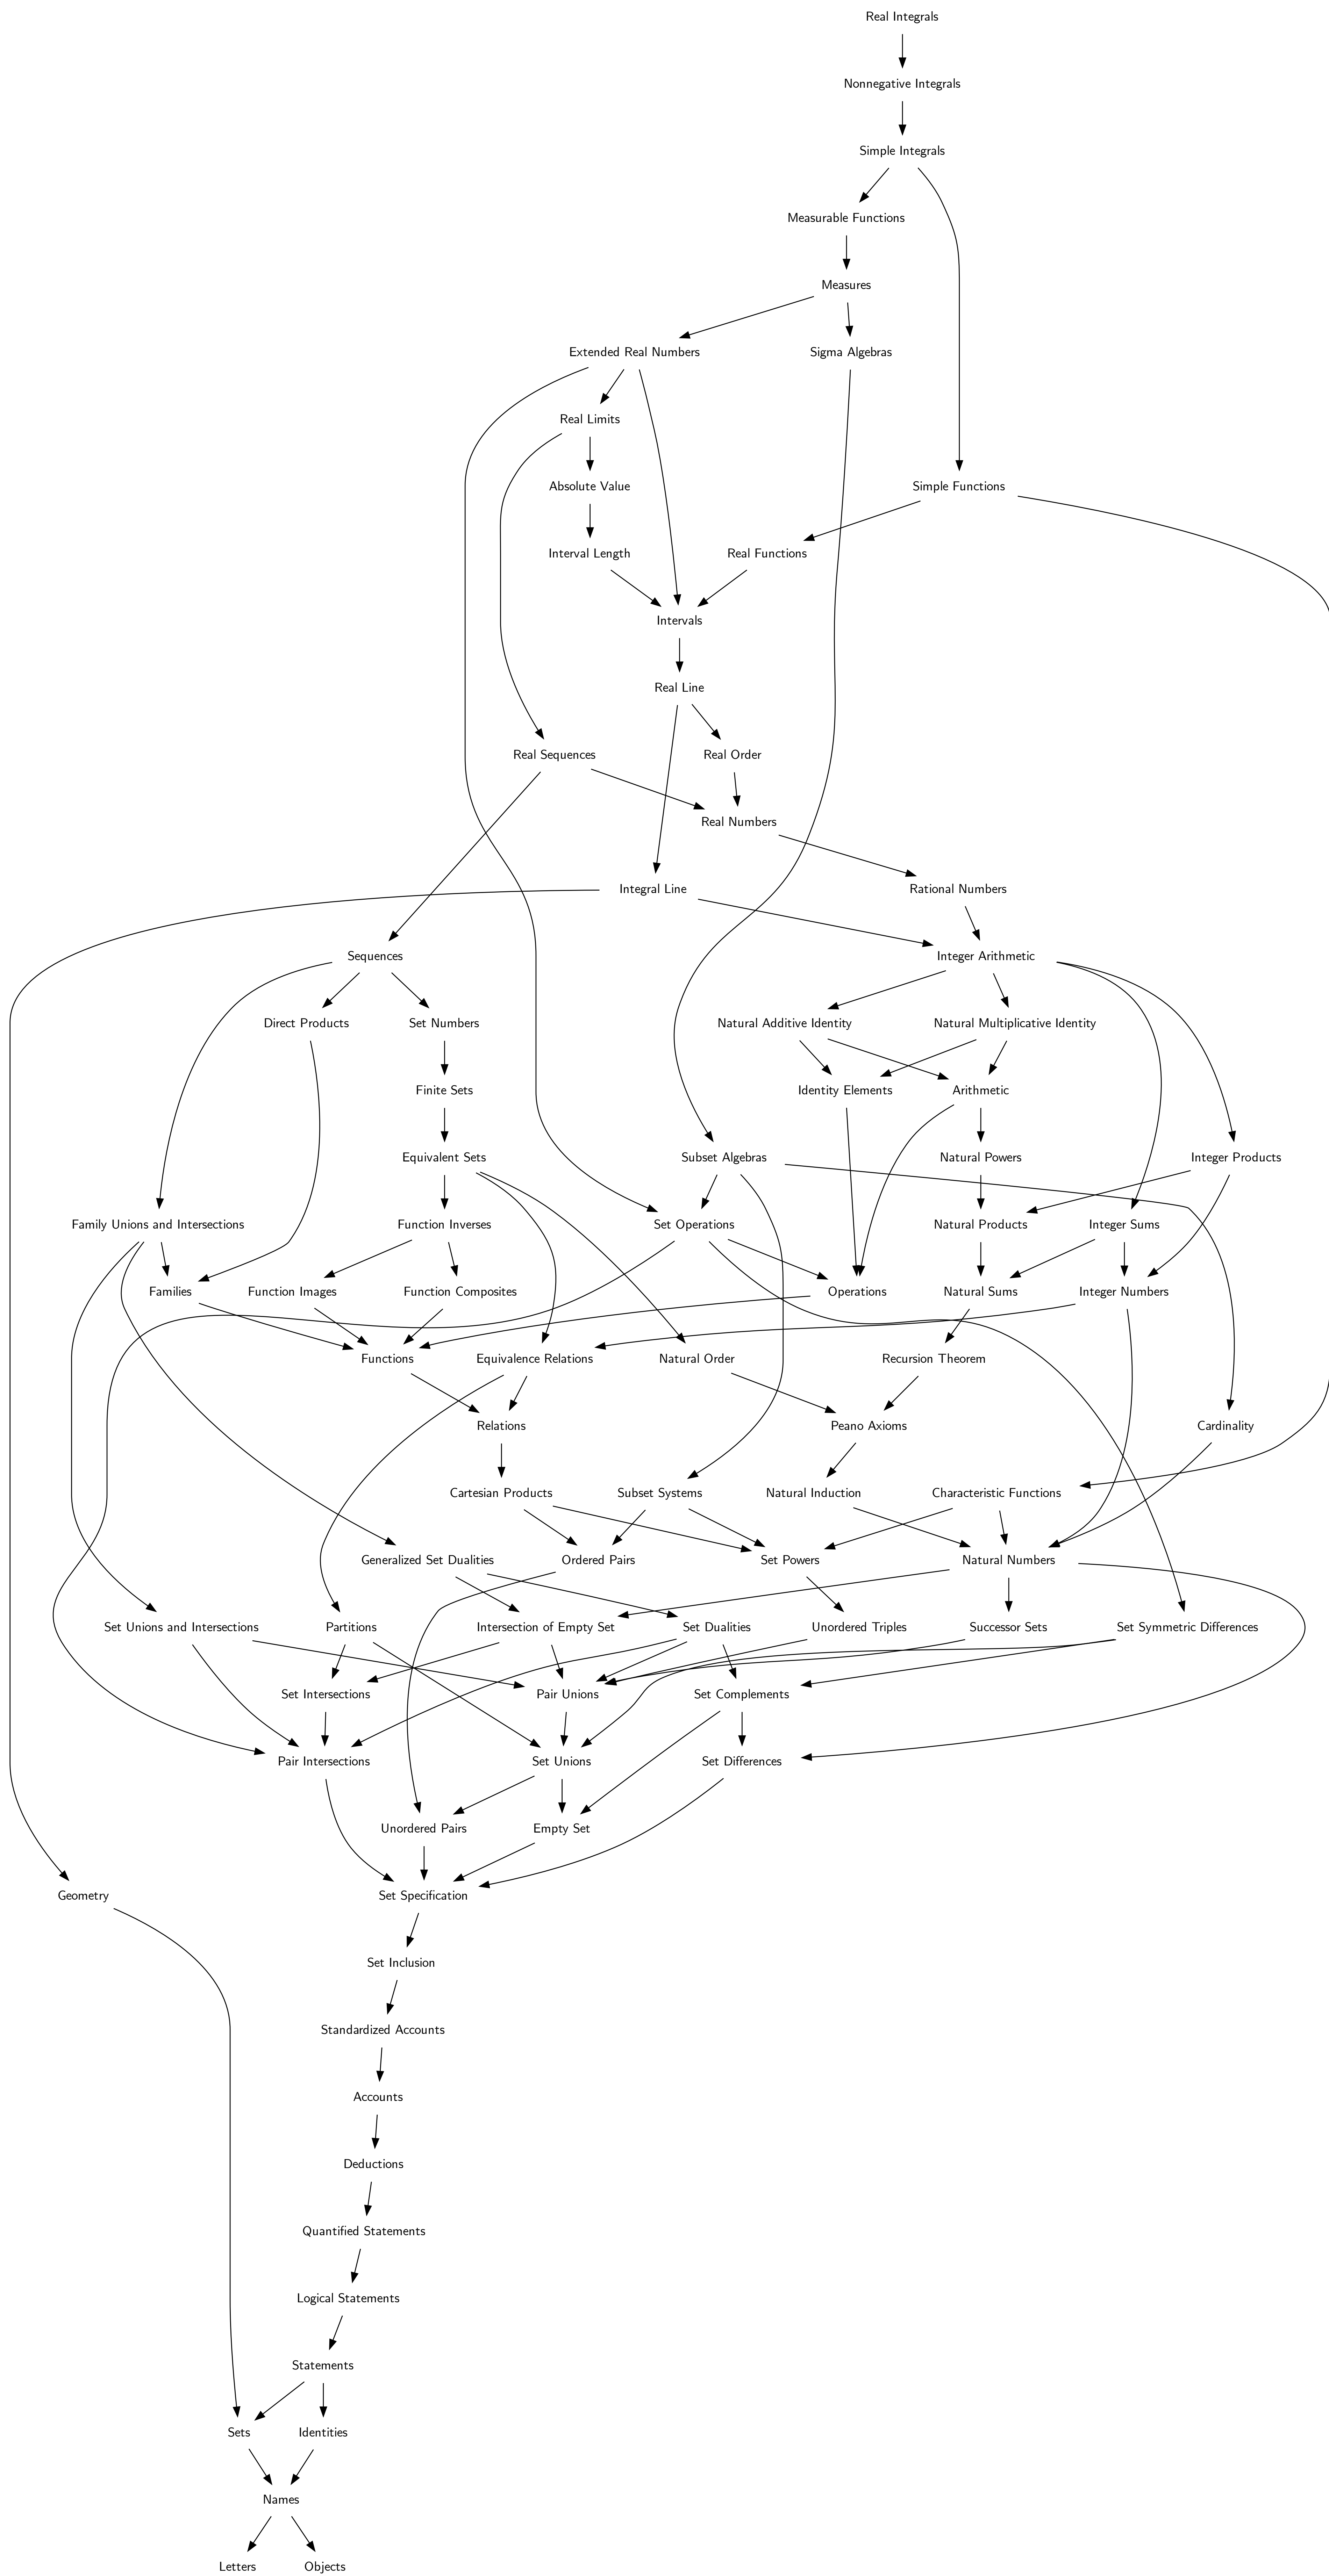 Real Integrals
Nonnegative Integrals
Simple Integrals
Measurable Functions
Measures
Extended Real Numbers
Sigma Algebras
Real Limits
Absolute Value
Simple Functions
Interval Length
Real Functions
Intervals
Real Line
Real Sequences
Real Order
Real Numbers
Integral Line
Rational Numbers
Sequences
Integer Arithmetic
Direct Products
Set Numbers
Natural Additive Identity
Natural Multiplicative Identity
Finite Sets
Identity Elements
Arithmetic
Equivalent Sets
Subset Algebras
Natural Powers
Integer Products
Family Unions and Intersections
Function Inverses
Set Operations
Natural Products
Integer Sums
Families
Function Images
Function Composites
Operations
Natural Sums
Integer Numbers
Functions
Equivalence Relations
Natural Order
Recursion Theorem
Relations
Peano Axioms
Cardinality
Cartesian Products
Subset Systems
Natural Induction
Characteristic Functions
Generalized Set Dualities
Ordered Pairs
Set Powers
Natural Numbers
Set Unions and Intersections
Partitions
Intersection of Empty Set
Set Dualities
Unordered Triples
Successor Sets
Set Symmetric Differences
Set Intersections
Pair Unions
Set Complements
Pair Intersections
Set Unions
Set Differences
Unordered Pairs
Empty Set
Geometry
Set Specification
Set Inclusion
Standardized Accounts
Accounts
Deductions
Quantified Statements
Logical Statements
Statements
Sets
Identities
Names
Letters
Objects